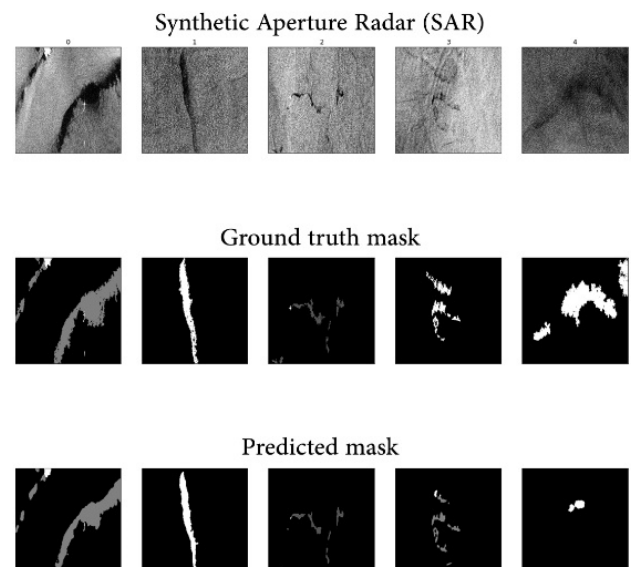 Synthetic Aperture Radar (SAR)
0 1 2 3 4
Ground truth mask
Predicted mask